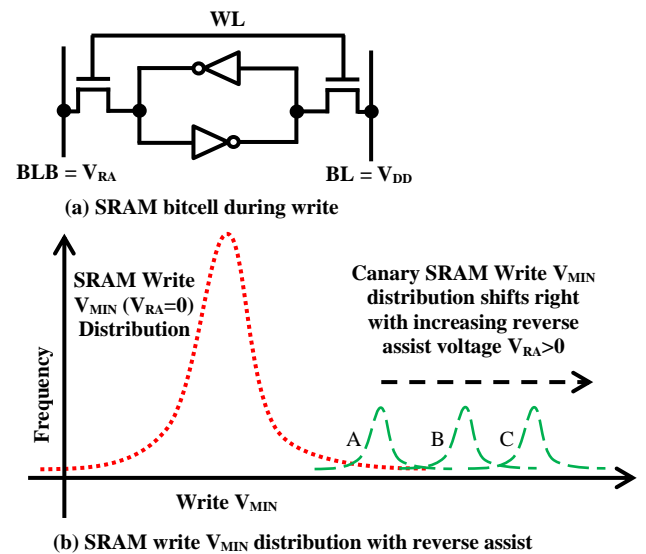 WL
BLB = VRA
BL = VDD
(a) SRAM bitcell during write
Frequency
SRAM Write
VMIN (VRA=0)
Distribution
Canary SRAM Write VMIN
distribution shifts right
with increasing reverse
assist voltage VRA>0
A
B
C
Write VMIN
(b) SRAM write VMIN distribution with reverse assist